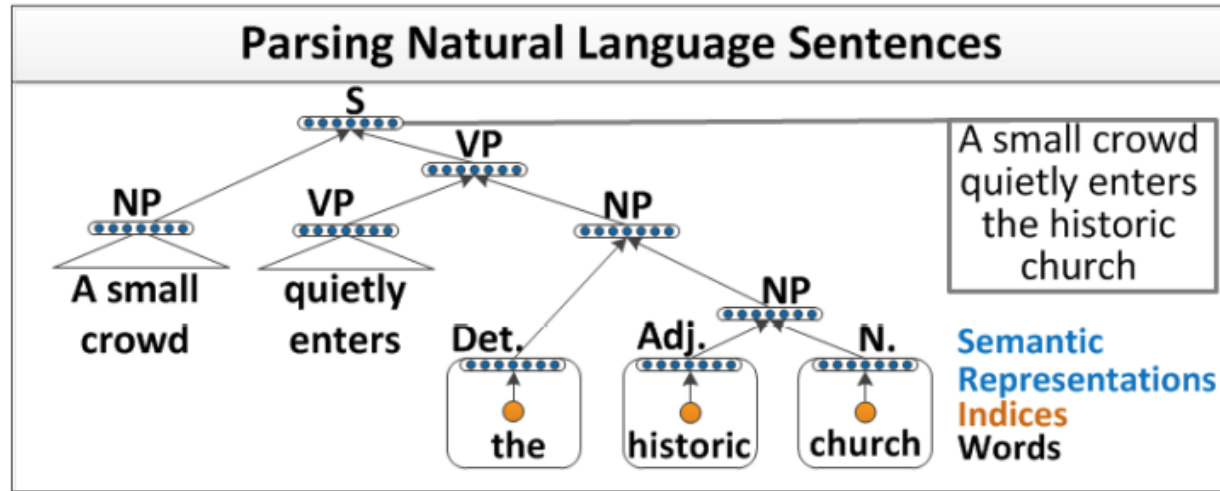 Parsing Natural Language Sentences
S
VP
NP
VP
NP
A small
crowd
quietly
enters
NP
Det.
Adj.
N.
the
historic
church
A small crowd
quietly enters
the historic
church
Semantic
Representations
Indices
Words